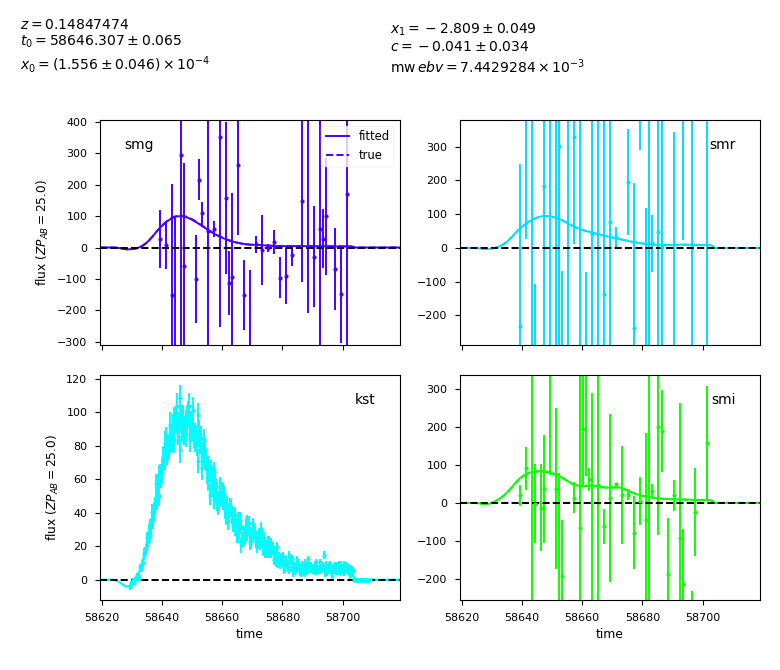 z = 0.14847474
t₀ = 58646.307 ± 0.065
x₀ = (1.556 ± 0.046) × 10⁻⁴
x₁ = −2.809 ± 0.049
c = −0.041 ± 0.034
mw ebv = 7.4429284 × 10⁻³
smg
fitted
true
400
300
200
100
0
−100
−200
−300
flux (ZP_AB = 25.0)
smr
300
200
100
0
−100
−200
kst
120
100
80
60
40
20
0
flux (ZP_AB = 25.0)
58620 58640 58660 58680 58700
time
smi
300
200
100
0
−100
−200
58620 58640 58660 58680 58700
time